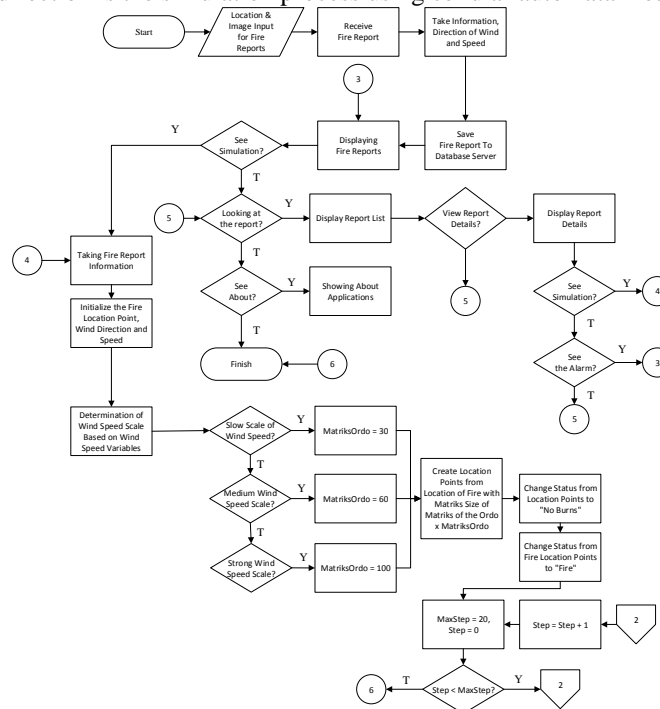 Start
Location &
Image Input
for Fire
Reports
Receive
Fire Report
Take Information,
Direction of Wind
and Speed
3
Y
See
Simulation?
Displaying
Fire Reports
Save
Fire Report To
Database Server
T
5
Looking at
the report?
Y
Display Report List
View Report
Details?
Display Report
Details
4
Taking Fire Report
Information
T
See
About?
Y
Showing About
Applications
5
See
Simulation?
Y
4
Initialize the Fire
Location Point,
Wind Direction and
Speed
T
T
Finish
6
See
the Alarm?
Y
3
T
5
Determination of
Wind Speed Scale
Based on Wind
Speed Variables
Slow Scale of
Wind Speed?
Y
MatriksOrdo = 30
T
Medium Wind
Speed Scale?
Y
MatriksOrdo = 60
Create Location
Points from
Location of Fire with
Matriks Size of
Matriks of the Ordo
x MatriksOrdo
Change Status from
Location Points to
"No Burns"
T
Strong Wind
Speed Scale?
Y
MatriksOrdo = 100
Change Status from
Fire Location Points
to "Fire"
MaxStep = 20,
Step = 0
Step = Step + 1
2
6
T
Step < MaxStep?
Y
2